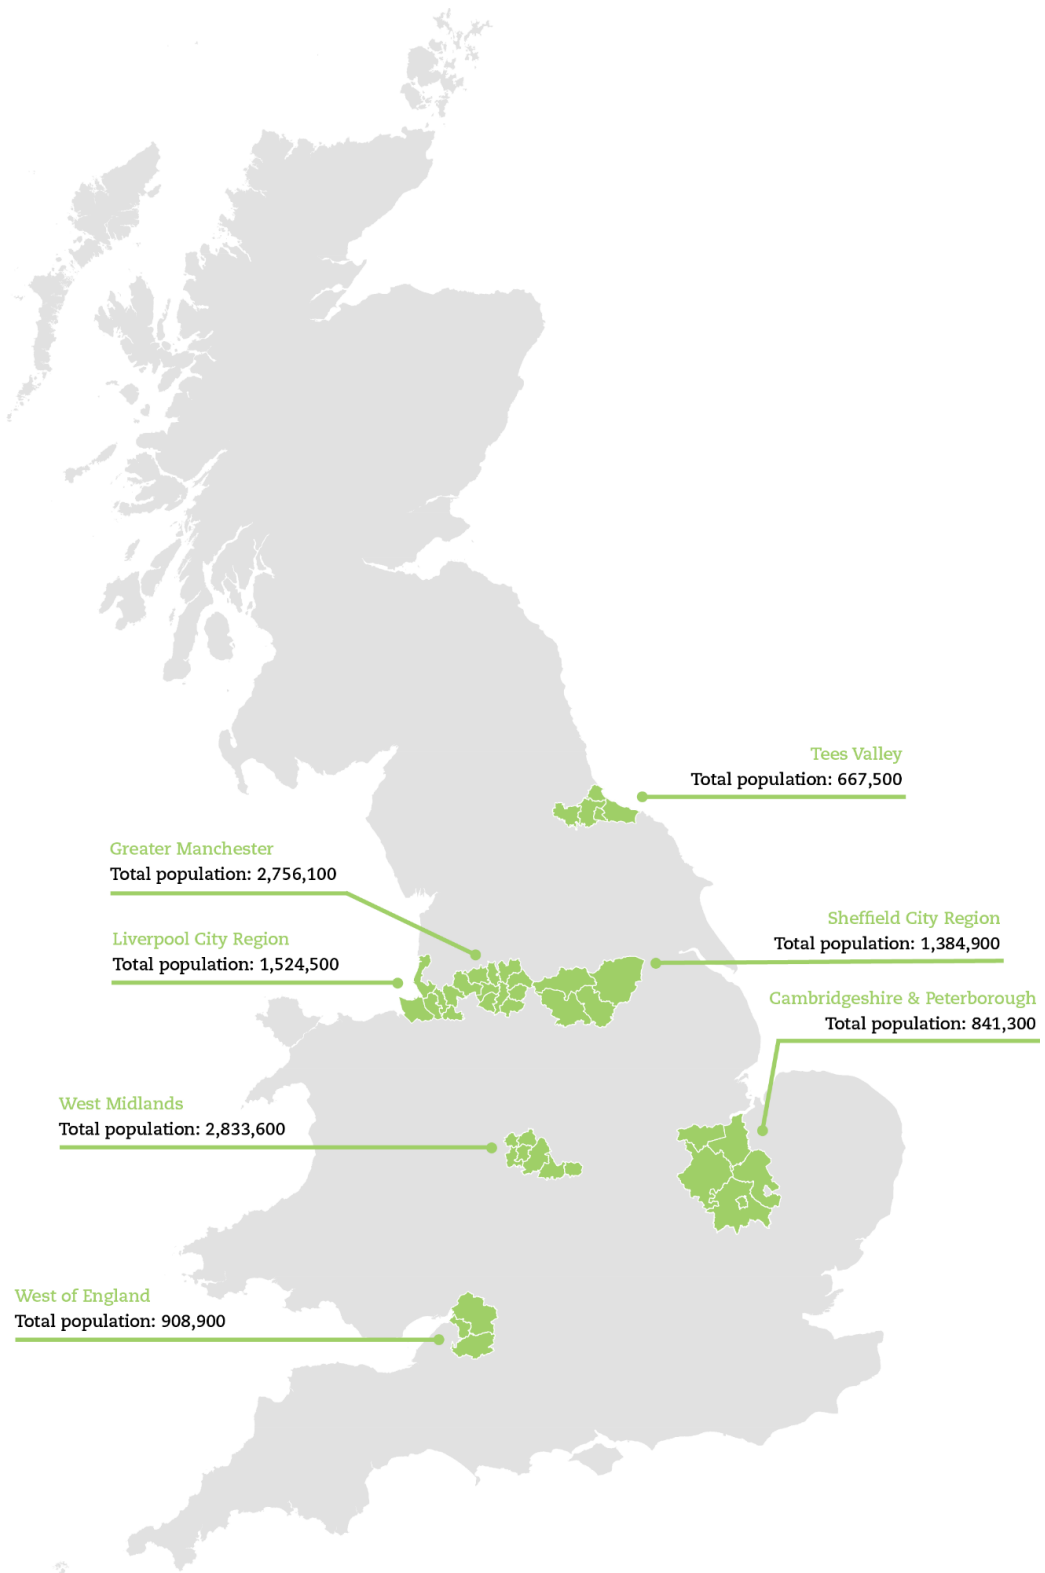 Tees Valley
Total population: 667,500
Greater Manchester
Total population: 2,756,100
Sheffield City Region
Total population: 1,384,900
Liverpool City Region
Total population: 1,524,500
Cambridgeshire & Peterborough
Total population: 841,300
West Midlands
Total population: 2,833,600
West of England
Total population: 908,900